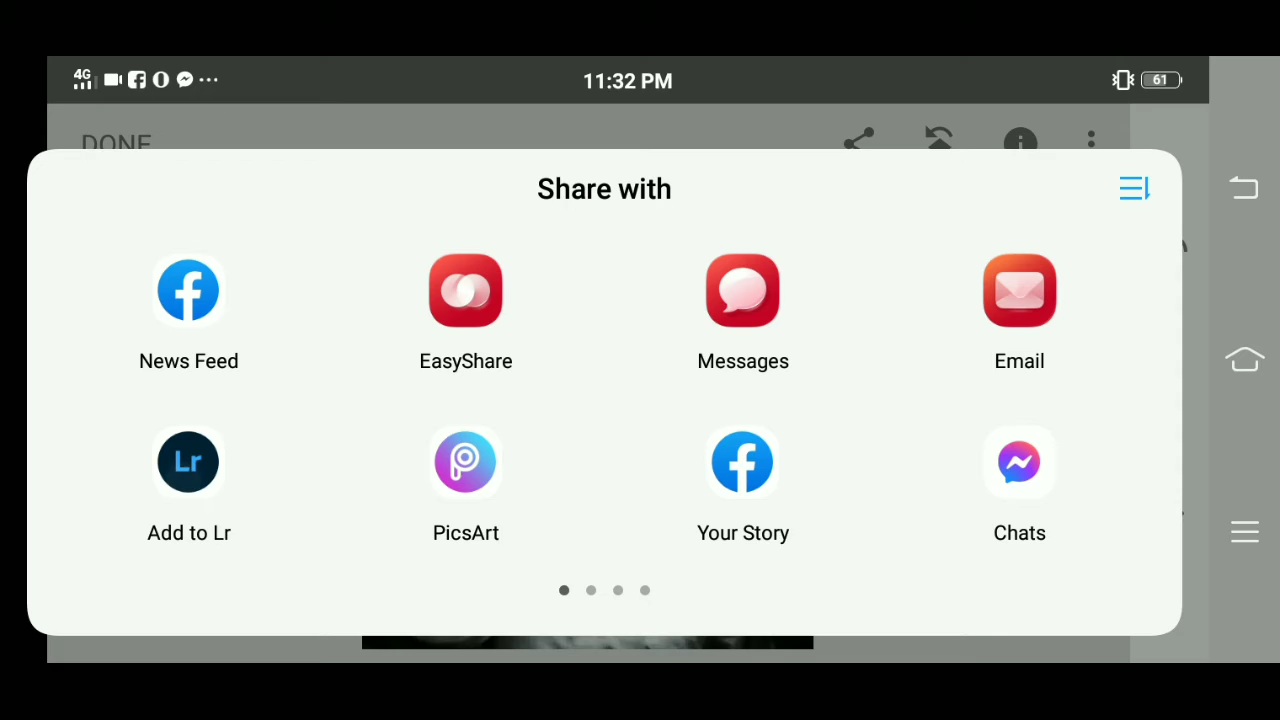 4G 11:32 PM 61
DONE
Share with
News Feed EasyShare Messages Email
Lr
Add to Lr PicsArt Your Story Chats